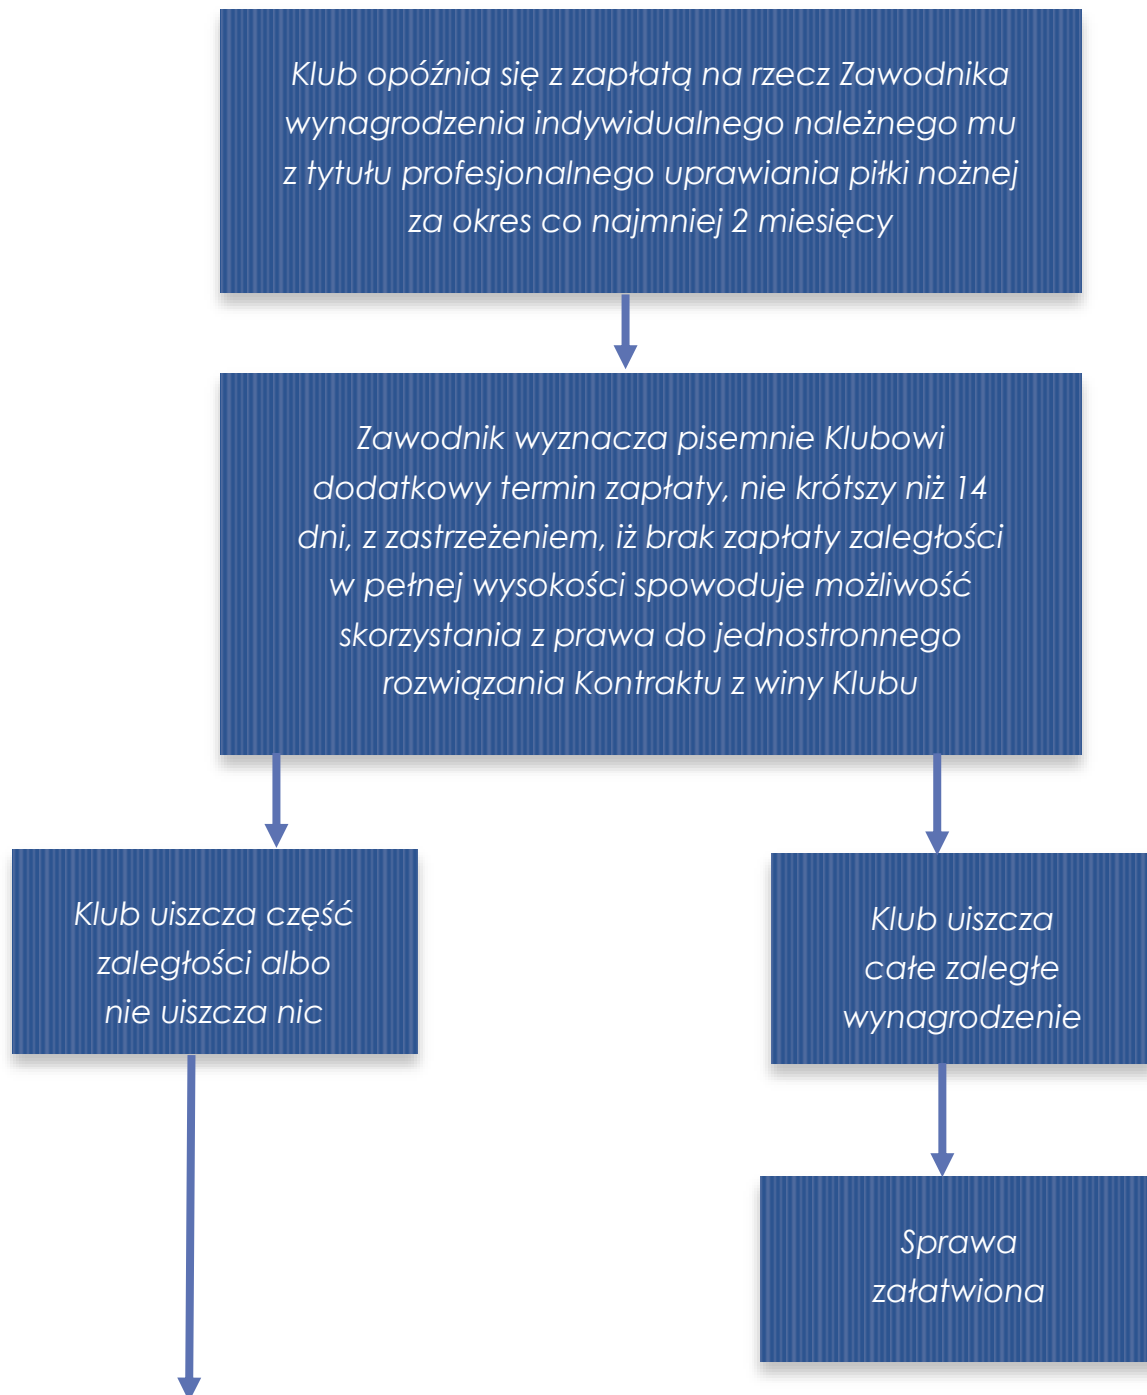 Klub opóźnia się z zapłatą na rzecz Zawodnika
wynagrodzenia indywidualnego należnego mu
z tytułu profesjonalnego uprawiania piłki nożnej
za okres co najmniej 2 miesięcy
Zawodnik wyznacza pisemnie Klubowi
dodatkowy termin zapłaty, nie krótszy niż 14
dni, z zastrzeżeniem, iż brak zapłaty zaległości
w pełnej wysokości spowoduje możliwość
skorzystania z prawa do jednostronnego
rozwiązania Kontraktu z winy Klubu
Klub uiszcza część
zaległości albo
nie uiszcza nic
Klub uiszcza
całe zaległe
wynagrodzenie
Sprawa
załatwiona